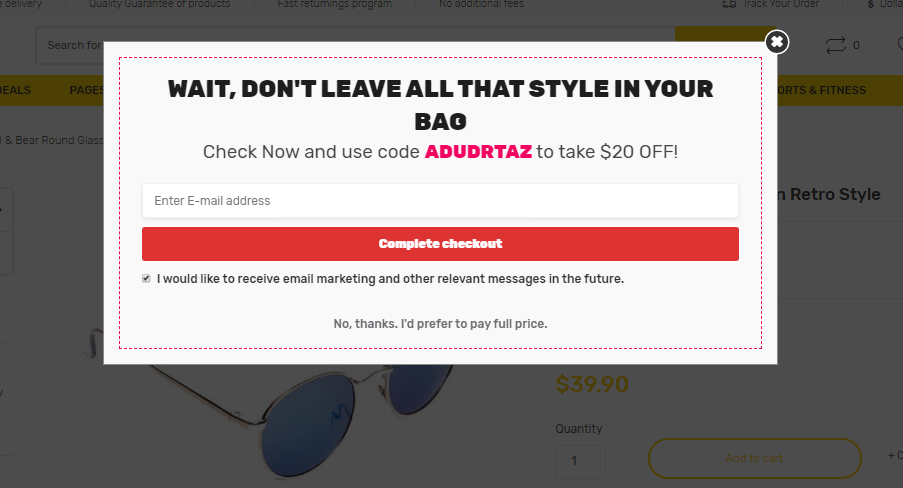 delivery
Quality Guarantee of products
Fast returnings program
No additional fees
Track Your Order
$ Dolla
Search for
0
DEALS
PAGES
ORTS & FITNESS
& Bear Round Glass
n Retro Style
WAIT, DON'T LEAVE ALL THAT STYLE IN YOUR
BAG
Check Now and use code ADUDRTAZ to take $20 OFF!
Enter E-mail address
Complete checkout
I would like to receive email marketing and other relevant messages in the future.
No, thanks. I'd prefer to pay full price.
$39.90
Quantity
1
Add to cart
+ C